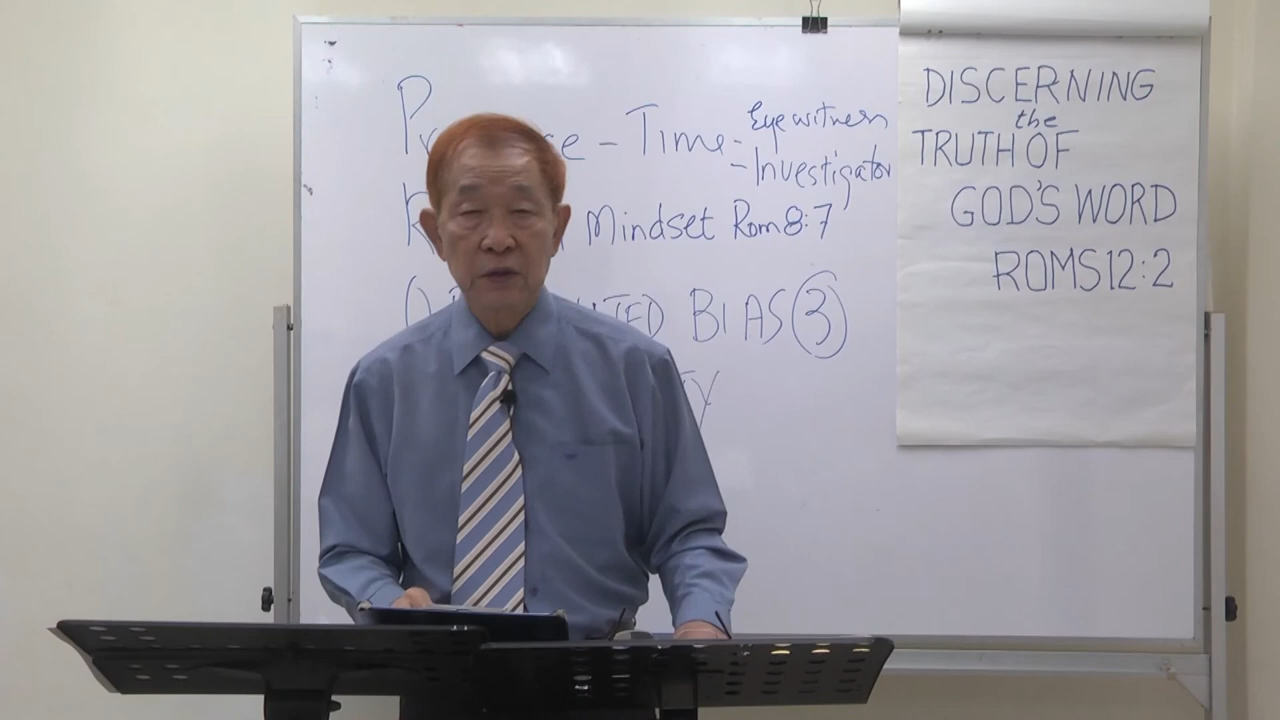 - Time - Eyewitness
- Investigator
Mindset Rom 8:7
BIAS ③
DISCERNING
the
TRUTH OF
GOD'S WORD
ROMS 12:2